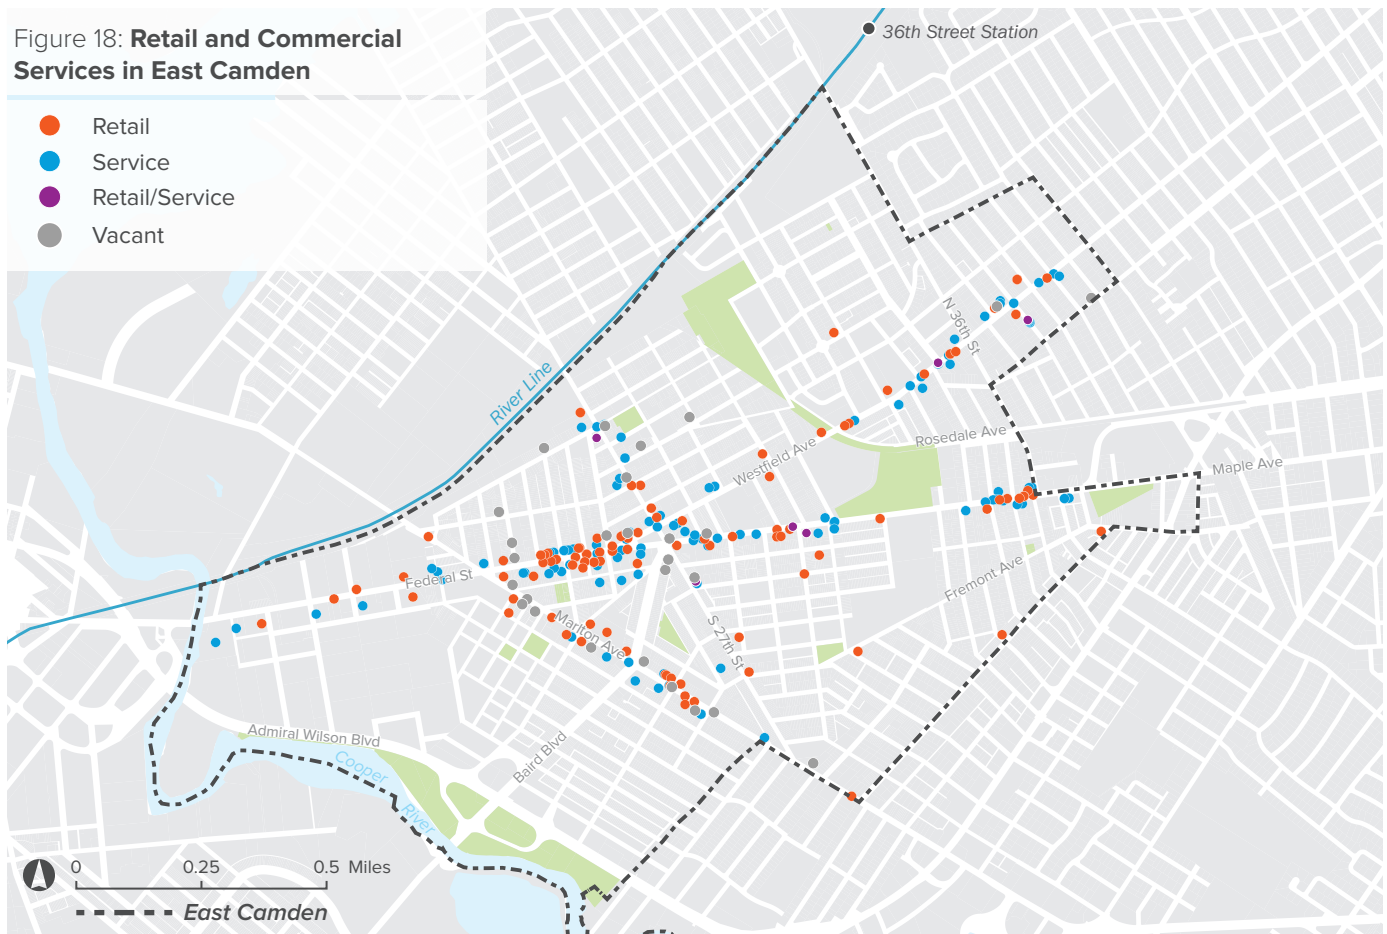 Figure 18: Retail and Commercial
Services in East Camden
Retail
Service
Retail/Service
Vacant
36th Street Station
River Line
N 36th St
Rosedale Ave
Westfield Ave
Maple Ave
Federal St
Fremont Ave
Marlton Ave
S 27th St
Admiral Wilson Blvd
Baird Blvd
Cooper
River
0 0.25 0.5 Miles
East Camden